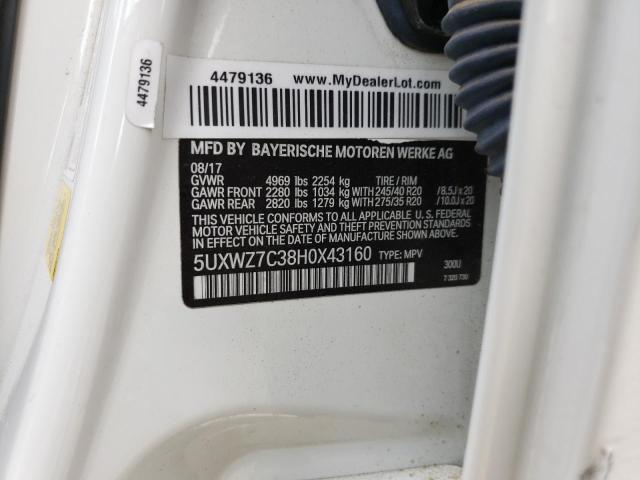 4479136
4479136 www.MyDealerLot.com
MFD BY BAYERISCHE MOTOREN WERKE AG
08/17
GVWR 4969 lbs 2254 kg TIRE / RIM
GAWR FRONT 2280 lbs 1034 kg WITH 245/40 R20 / 8.5J x 20
GAWR REAR 2820 lbs 1279 kg WITH 275/35 R20 / 10.0J x 20
THIS VEHICLE CONFORMS TO ALL APPLICABLE U. S. FEDERAL
MOTOR VEHICLE SAFETY AND THEFT PREVENTION STANDARDS
IN EFFECT ON THE DATE OF MANUFACTURE SHOWN ABOVE.
5UXWZ7C38H0X43160 TYPE: MPV
300U
7 320 730